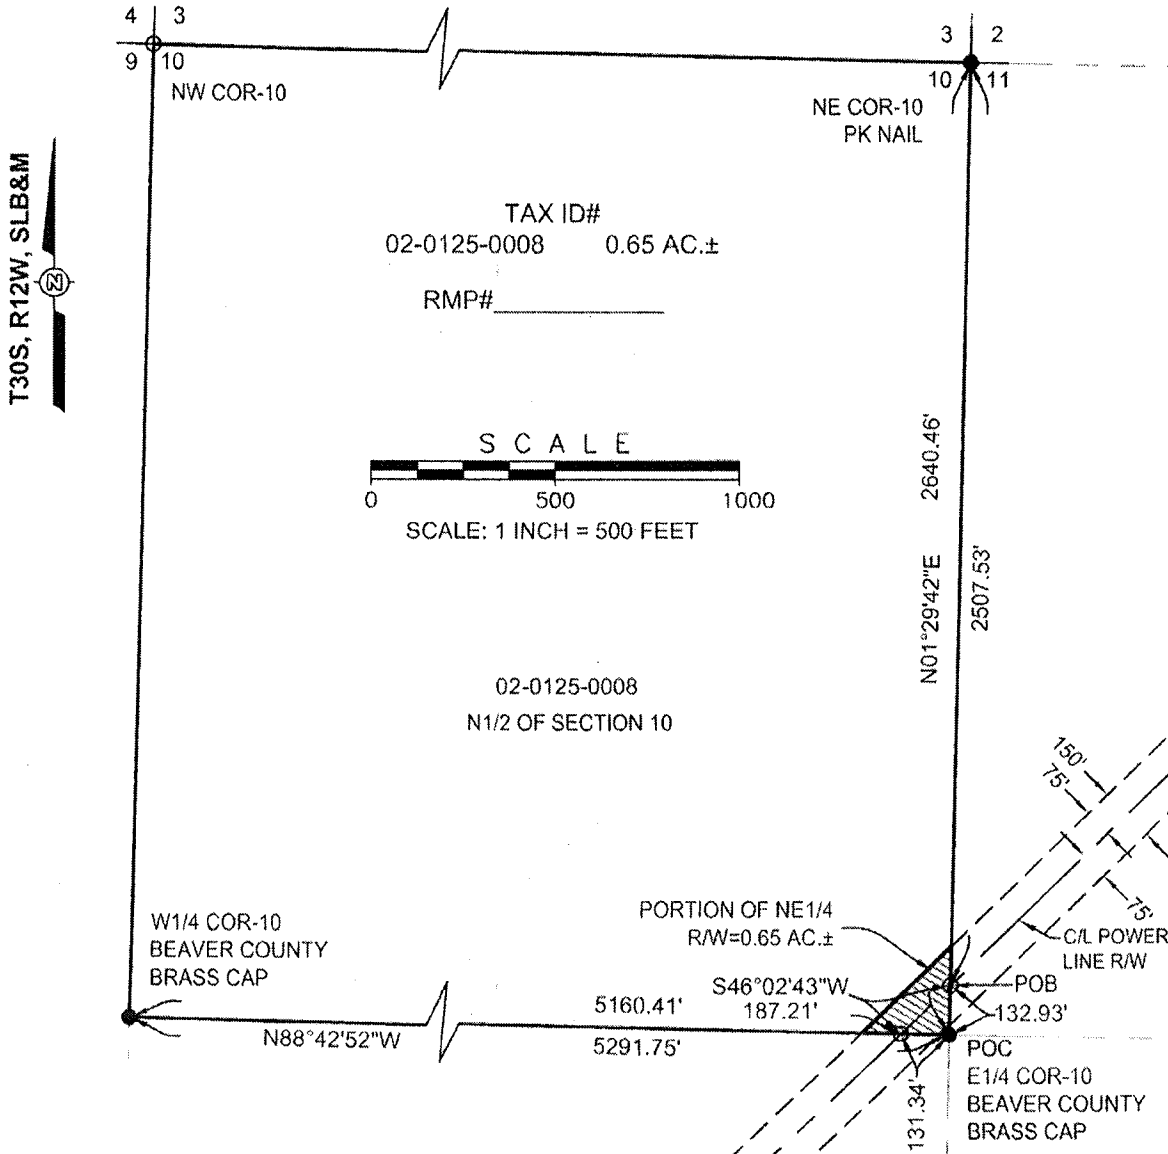 4 3
9 10
NW COR-10
3 2
10 11
NE COR-10
PK NAIL
T30S, R12W, SLB&M
N
TAX ID#
02-0125-0008 0.65 AC.±
RMP#
SCALE
0 500 1000
SCALE: 1 INCH = 500 FEET
N01°29'42"E 2640.46'
2507.53'
02-0125-0008
N1/2 OF SECTION 10
150'
75'
75'
C/L POWER
LINE R/W
PORTION OF NE1/4
R/W=0.65 AC.±
S46°02'43"W
187.21'
POB
132.93'
W1/4 COR-10
BEAVER COUNTY
BRASS CAP
N88°42'52"W
5160.41'
5291.75'
131.34'
POC
E1/4 COR-10
BEAVER COUNTY
BRASS CAP